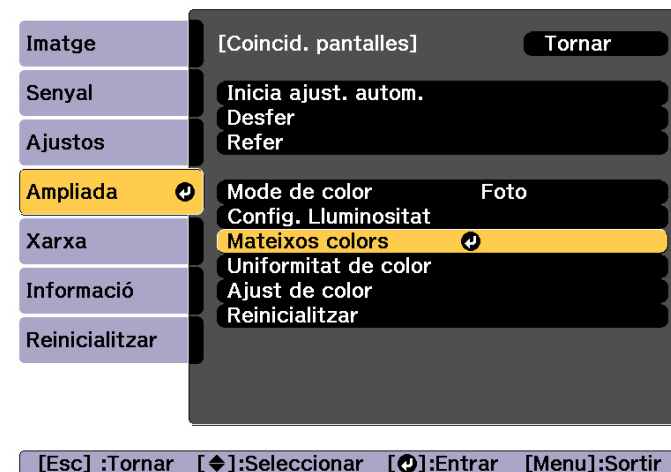 Imatge
Senyal
Ajustos
Ampliada
Xarxa
Informació
Reinicialitzar
[Coincid. pantalles] Tornar
Inicia ajust. autom.
Desfer
Refer
Mode de color Foto
Config. Lluminositat
Mateixos colors
Uniformitat de color
Ajust de color
Reinicialitzar
[Esc] :Tornar [◆]:Seleccionar [↵]:Entrar [Menu]:Sortir